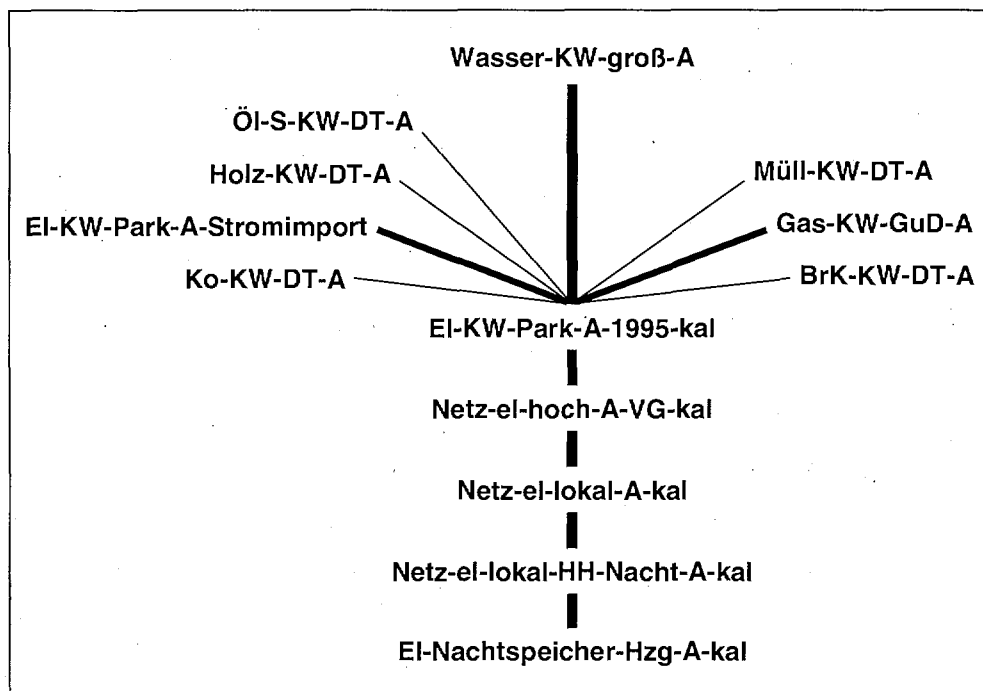 Wasser-KW-groß-A
Öl-S-KW-DT-A
Holz-KW-DT-A
Müll-KW-DT-A
El-KW-Park-A-Stromimport
Gas-KW-GuD-A
Ko-KW-DT-A
BrK-KW-DT-A
El-KW-Park-A-1995-kal
Netz-el-hoch-A-VG-kal
Netz-el-lokal-A-kal
Netz-el-lokal-HH-Nacht-A-kal
El-Nachtspeicher-Hzg-A-kal